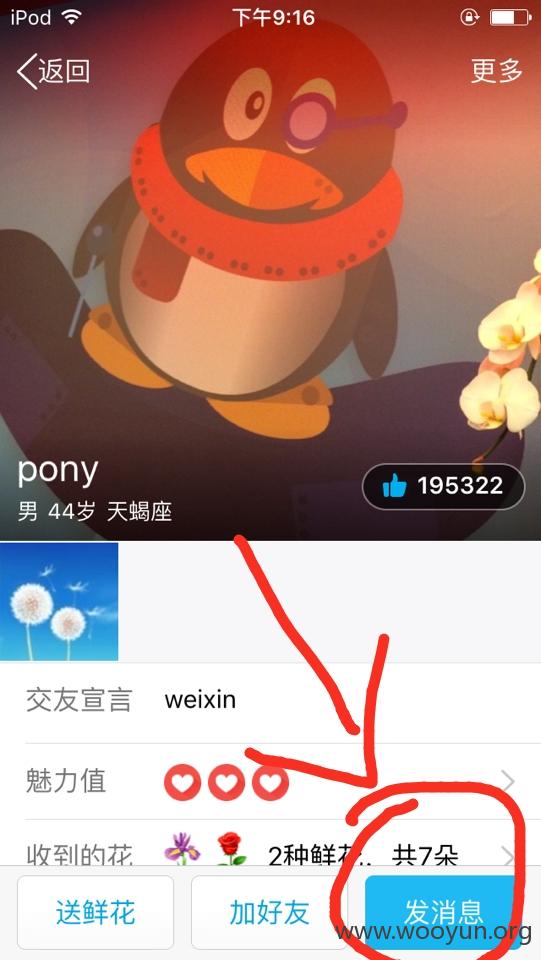 iPod 下午9:16
返回 更多
pony
195322
男 44岁 天蝎座
交友宣言 weixin
魅力值
收到的花 2种鲜花，共7朵
送鲜花 加好友 发消息
www.wooyun.org